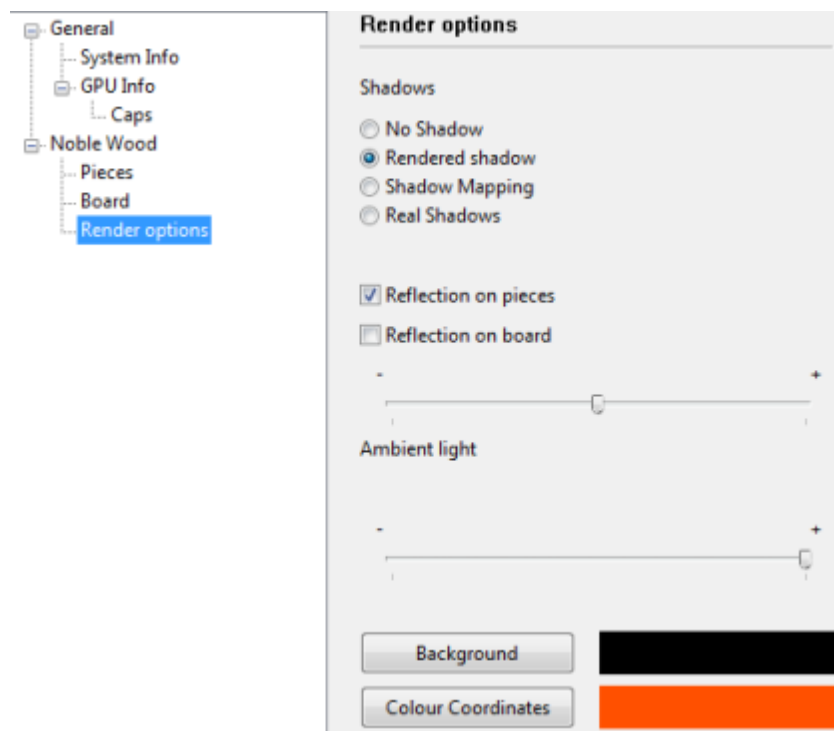 General
System Info
GPU Info
Caps
Noble Wood
Pieces
Board
Render options
Render options
Shadows
No Shadow
Rendered shadow
Shadow Mapping
Real Shadows
Reflection on pieces
Reflection on board
- +
Ambient light
- +
Background
Colour Coordinates